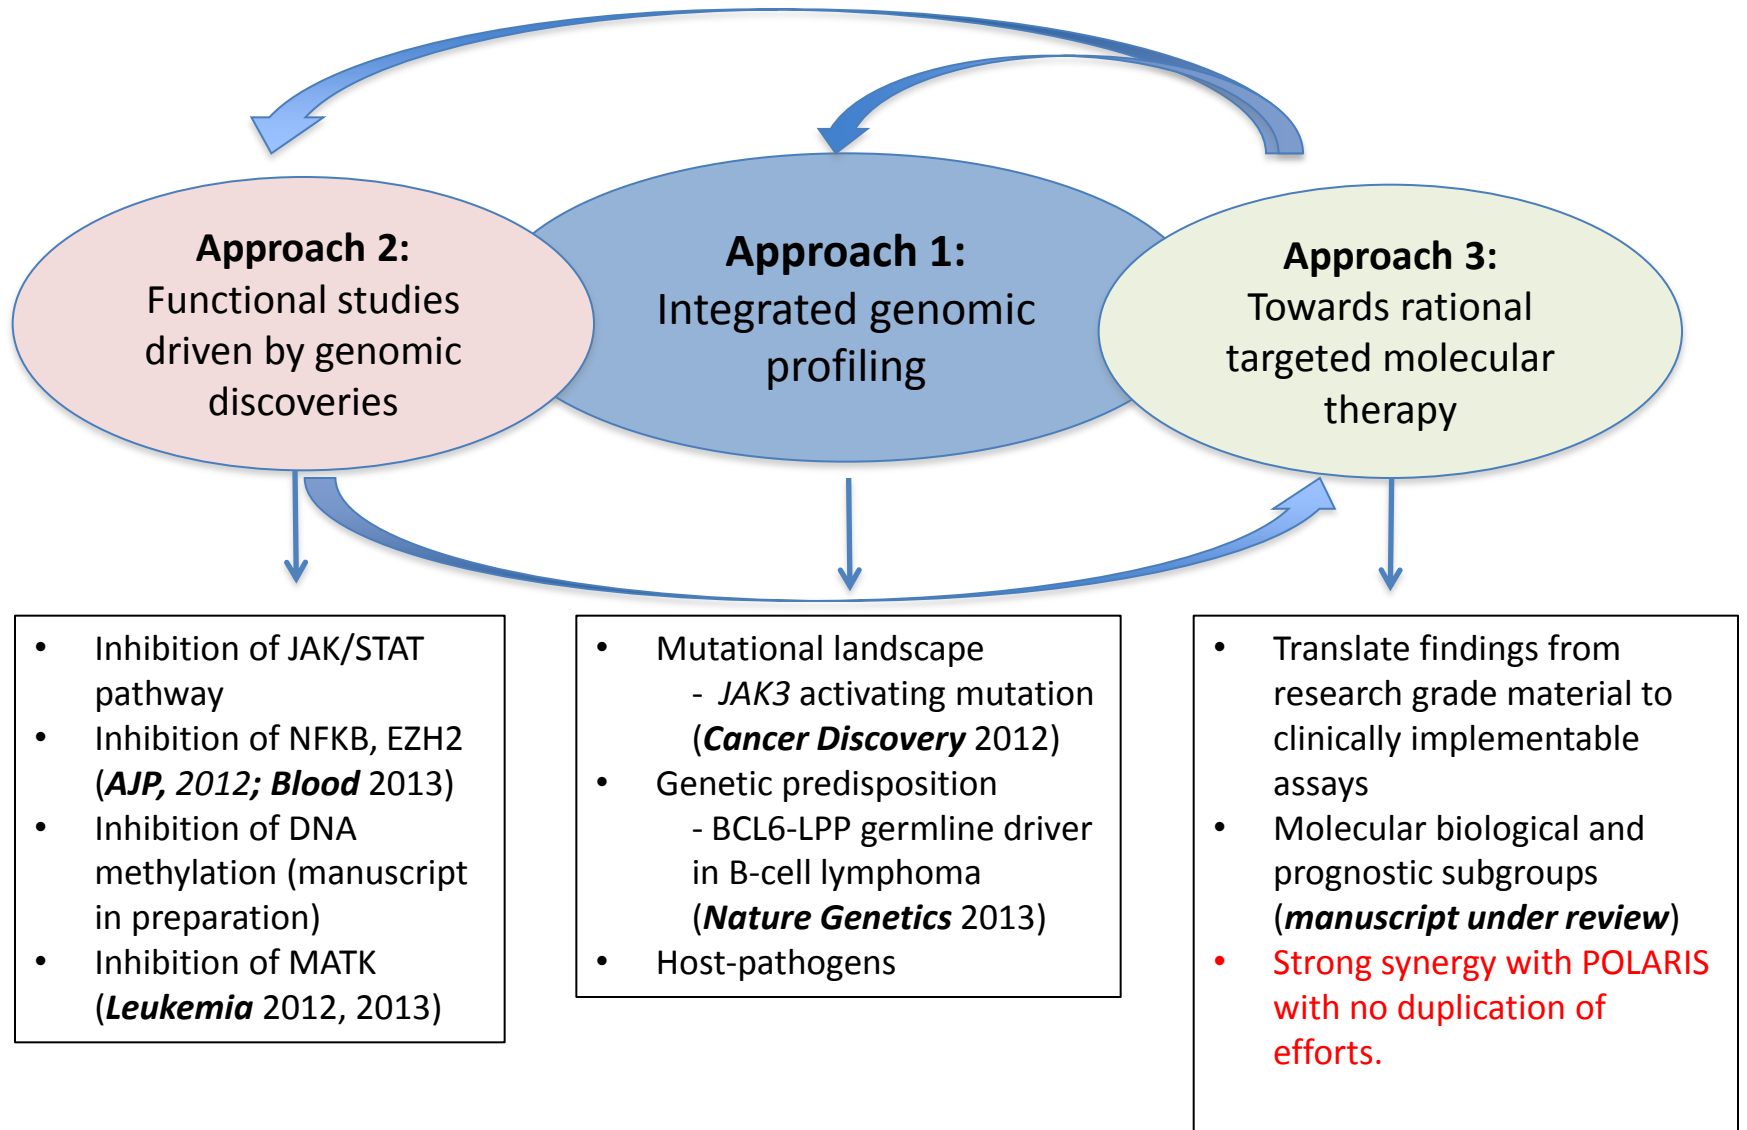 Approach 2:
Functional studies
driven by genomic
discoveries
Approach 1:
Integrated genomic
profiling
Approach 3:
Towards rational
targeted molecular
therapy
• Inhibition of JAK/STAT
pathway
• Inhibition of NFKB, EZH2
(AJP, 2012; Blood 2013)
• Inhibition of DNA
methylation (manuscript
in preparation)
• Inhibition of MATK
(Leukemia 2012, 2013)
• Mutational landscape
- JAK3 activating mutation
(Cancer Discovery 2012)
• Genetic predisposition
- BCL6-LPP germline driver
in B-cell lymphoma
(Nature Genetics 2013)
• Host-pathogens
• Translate findings from
research grade material to
clinically implementable
assays
• Molecular biological and
prognostic subgroups
(manuscript under review)
• Strong synergy with POLARIS
with no duplication of
efforts.